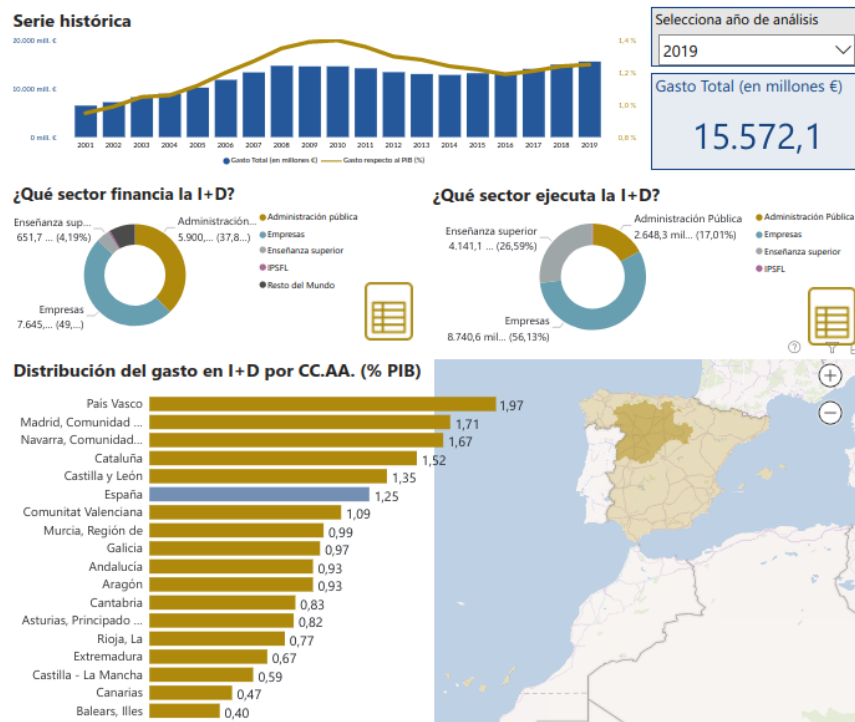 Serie histórica
Selecciona año de análisis
2019
Gasto Total (en millones €)
15.572,1
20,000 mill. €
10,000 mill. €
0 mill. €
1,4 %
1,2 %
1,0 %
0,8 %
2001 2002 2003 2004 2005 2006 2007 2008 2009 2010 2011 2012 2013 2014 2015 2016 2017 2018 2019
Gasto Total (en millones €) Gasto respecto al PIB (%)
¿Qué sector financia la I+D?
Enseñanza sup...
651,7 ... (4,19%)
Administración...
5.900,... (37,8...
Empresas
7.645,... (49,...
Administración pública
Empresas
Enseñanza superior
IPSFL
Resto del Mundo
¿Qué sector ejecuta la I+D?
Enseñanza superior
4.141,1 ... (26,59%)
Administración Pública
2.648,3 mil... (17,01%)
Empresas
8.740,6 mil... (56,13%)
Administración Pública
Empresas
Enseñanza superior
IPSFL
Distribución del gasto en I+D por CC.AA. (% PIB)
País Vasco 1,97
Madrid, Comunidad ... 1,71
Navarra, Comunidad... 1,67
Cataluña 1,52
Castilla y León 1,35
España 1,25
Comunitat Valenciana 1,09
Murcia, Región de 0,99
Galicia 0,97
Andalucía 0,93
Aragón 0,93
Cantabria 0,83
Asturias, Principado ... 0,82
Rioja, La 0,77
Extremadura 0,67
Castilla - La Mancha 0,59
Canarias 0,47
Balears, Illes 0,40